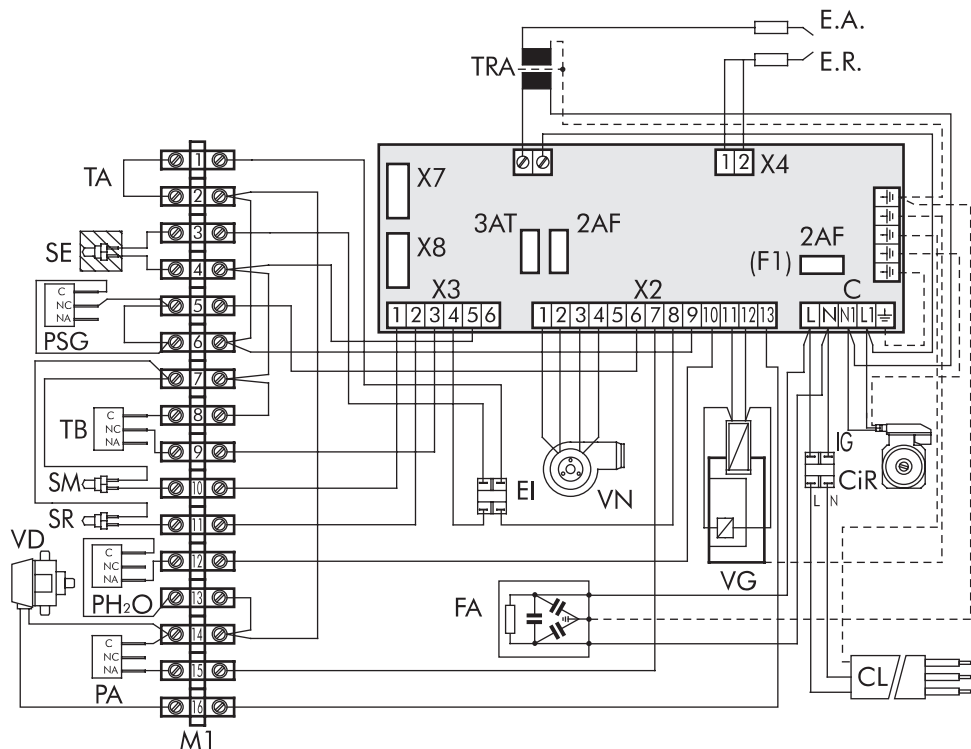 E.A.
TRA
E.R.
1 2 X4
X7
X8
3AT
2AF
2AF
(F1)
X3
X2
C
1 2 3 4 5 6
1 2 3 4 5 6 7 8 9 10 11 12 13
L N N1 L1
TA
SE
C
NC
NA
PSG
C
NC
NA
TB
SM
SR
VD
C
NC
NA
PH2O
C
NC
NA
PA
1
2
3
4
5
6
7
8
9
10
11
12
13
14
15
16
M1
EI
VN
VG
IG
CiR
L N
FA
CL